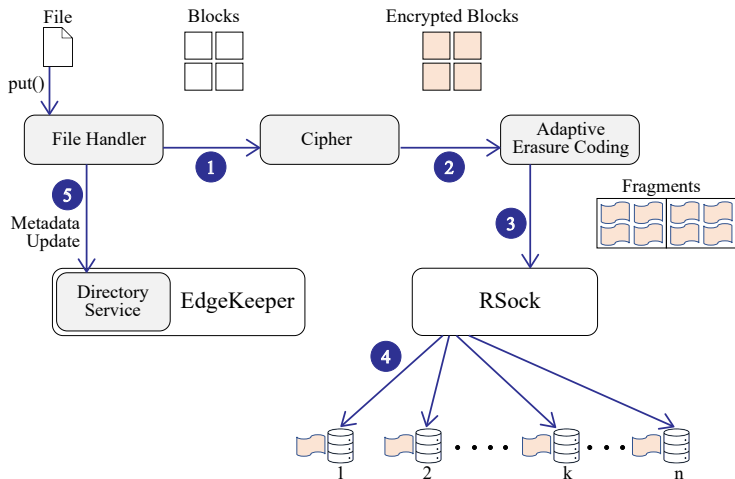 File
Blocks
Encrypted Blocks
put()
File Handler
Cipher
Adaptive
Erasure Coding
1
2
5
Fragments
Metadata
Update
3
Directory
Service
EdgeKeeper
RSock
4
1
2
k
n